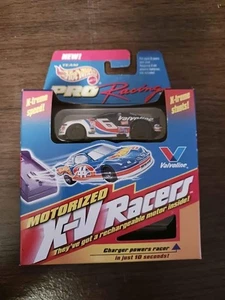 NEW!
Hot Wheels
PRO Racing
X-treme speed!
X-treme stunts!
Valvoline
Valvoline
44
MOTORIZED
X-V Racers
They've got a rechargeable motor inside!
Charger powers racer
in just 10 seconds!